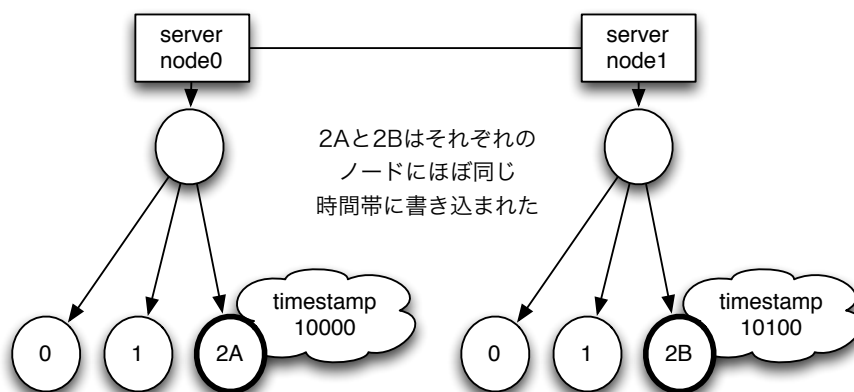 server
node0
server
node1
2Aと2Bはそれぞれの
ノードにほぼ同じ
時間帯に書き込まれた
timestamp
10000
timestamp
10100
0
1
2A
0
1
2B